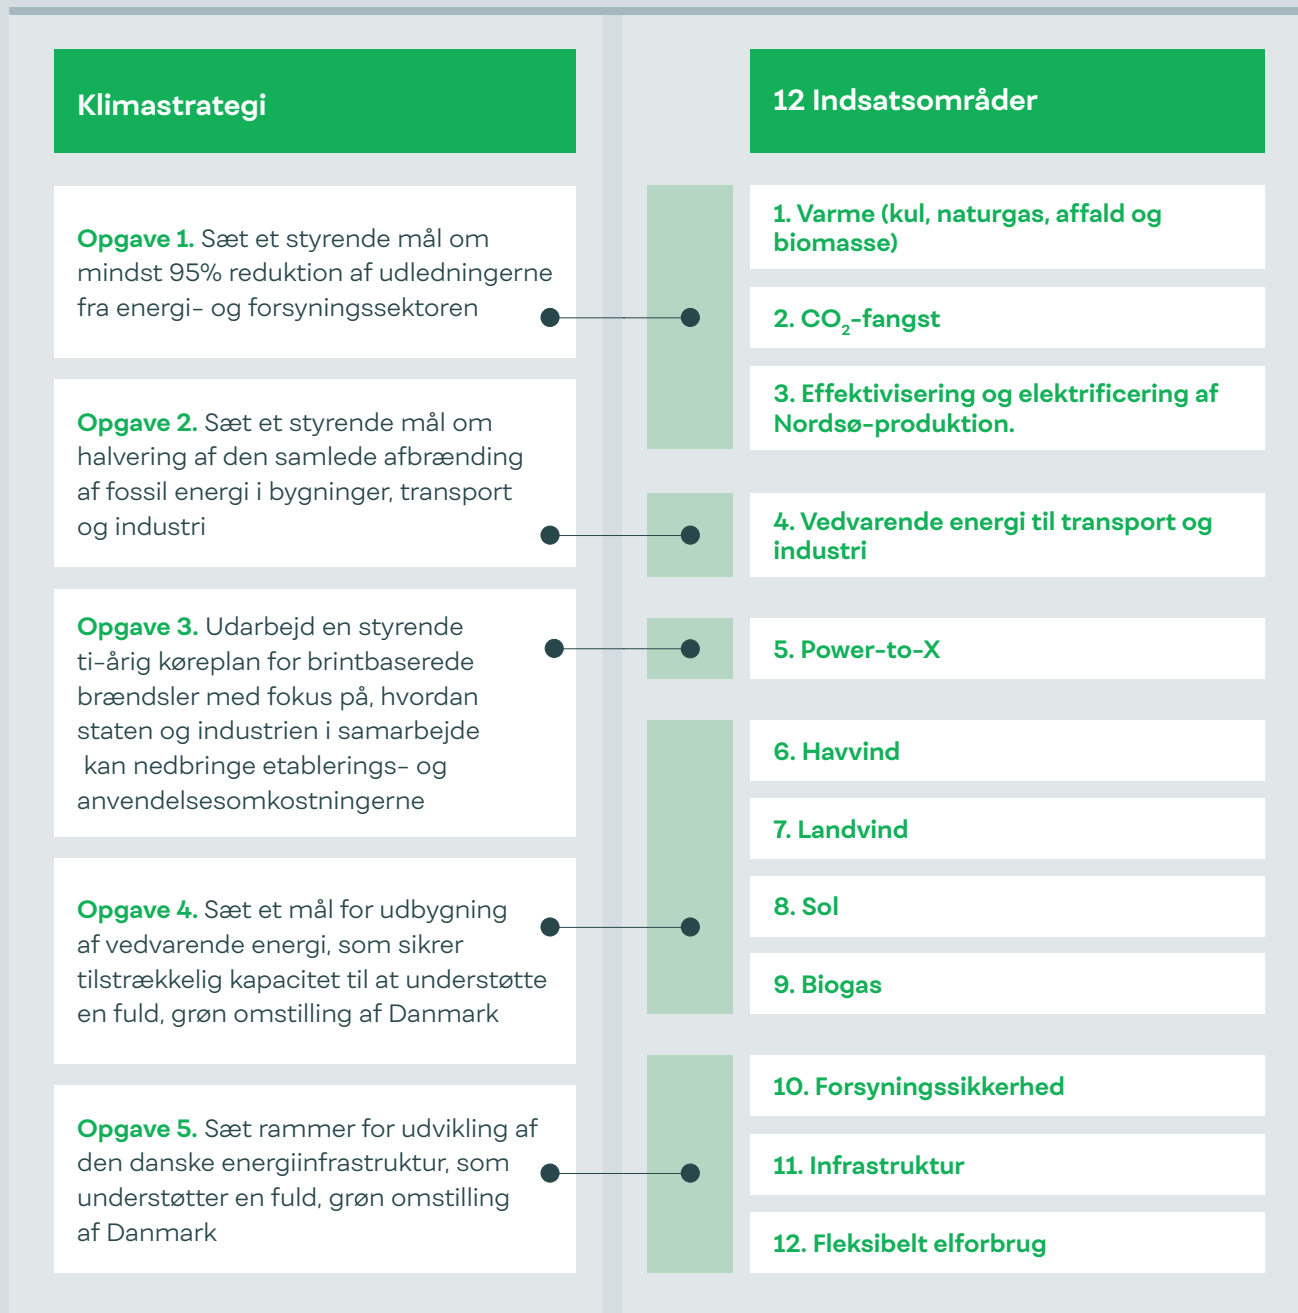 Klimastrategi
Opgave 1. Sæt et styrende mål om
mindst 95% reduktion af udledningerne
fra energi- og forsyningssektoren
Opgave 2. Sæt et styrende mål om
halvering af den samlede afbrænding
af fossil energi i bygninger, transport
og industri
Opgave 3. Udarbejd en styrende
ti-årig køreplan for brintbaserede
brændsler med fokus på, hvordan
staten og industrien i samarbejde
kan nedbringe etablerings- og
anvendelsesomkostningerne
Opgave 4. Sæt et mål for udbygning
af vedvarende energi, som sikrer
tilstrækkelig kapacitet til at understøtte
en fuld, grøn omstilling af Danmark
Opgave 5. Sæt rammer for udvikling af
den danske energiinfrastruktur, som
understøtter en fuld, grøn omstilling
af Danmark
12 Indsatsområder
1. Varme (kul, naturgas, affald og
biomasse)
2. CO₂-fangst
3. Effektivisering og elektrificering af
Nordsø-produktion.
4. Vedvarende energi til transport og
industri
5. Power-to-X
6. Havvind
7. Landvind
8. Sol
9. Biogas
10. Forsyningssikkerhed
11. Infrastruktur
12. Fleksibelt elforbrug